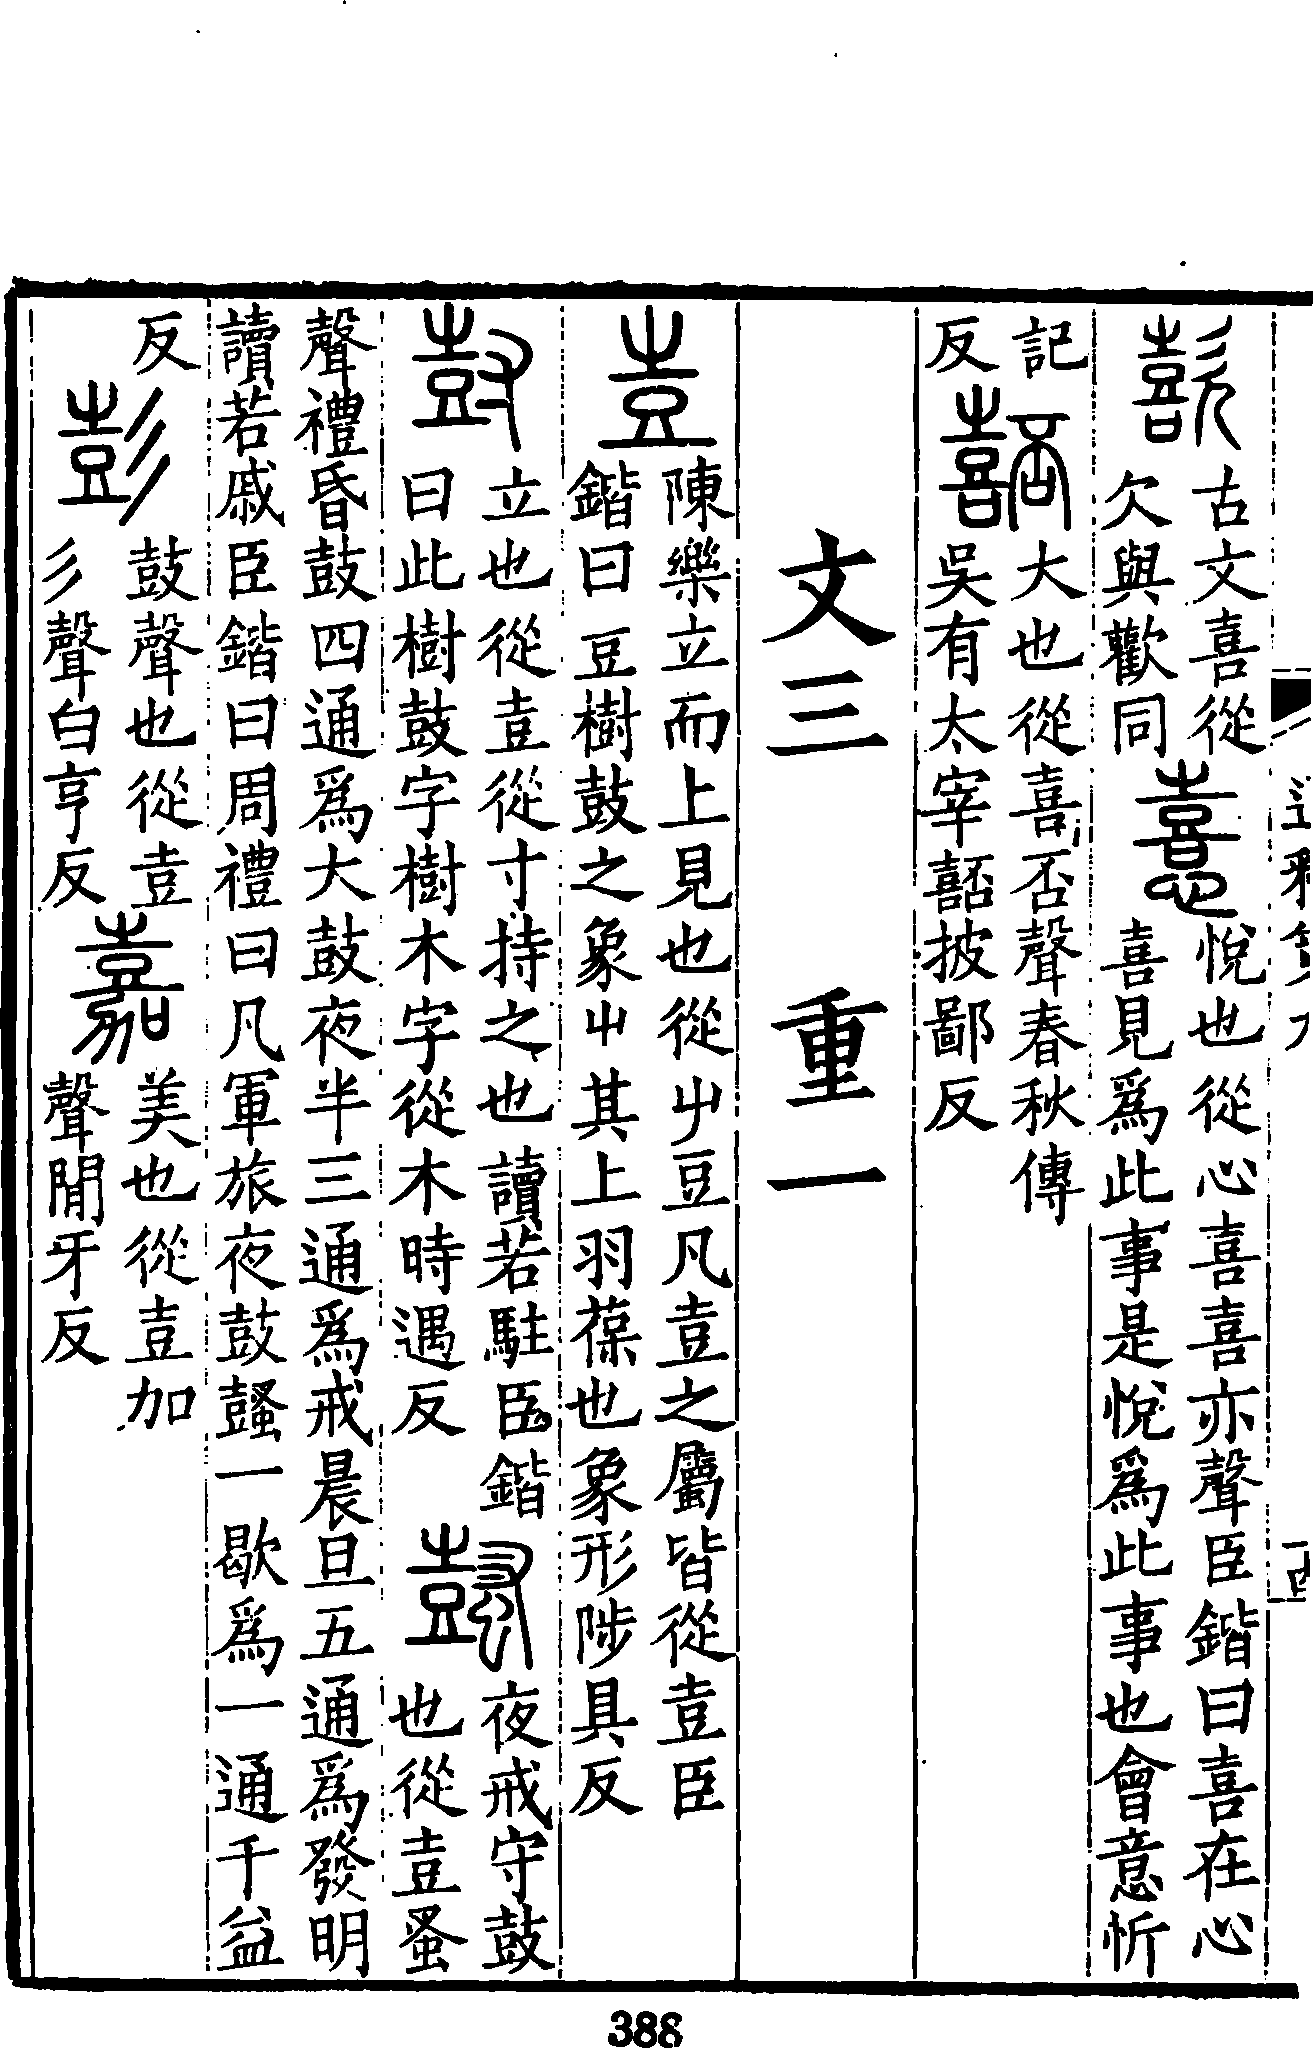 歖
古文喜從
欠與歡同
憙
悅也從心喜喜亦聲臣鍇曰喜在心
喜見爲此事是悅爲此事也會意忻
記
反
嚭
大也從喜否聲春秋傳
吳有太宰嚭披鄙反
文三 重一
壴
陳樂立而上見也從屮豆凡壴之屬皆從壴臣
鍇曰豆樹鼓之象屮其上羽葆也象形陟具反
尌
立也從壴從寸持之也讀若駐臣鍇
曰此樹鼓字樹木字從木時遇反
鼜
夜戒守鼓
也從壴蚤
聲禮昏鼓四通爲大鼓夜半三通爲戒晨旦五通爲發明
讀若戚臣鍇曰周禮曰凡軍旅夜鼓鼜一歇爲一通千益
反
彭
鼓聲也從壴
彡聲白亨反
嘉
美也從壴加
聲閒牙反
388